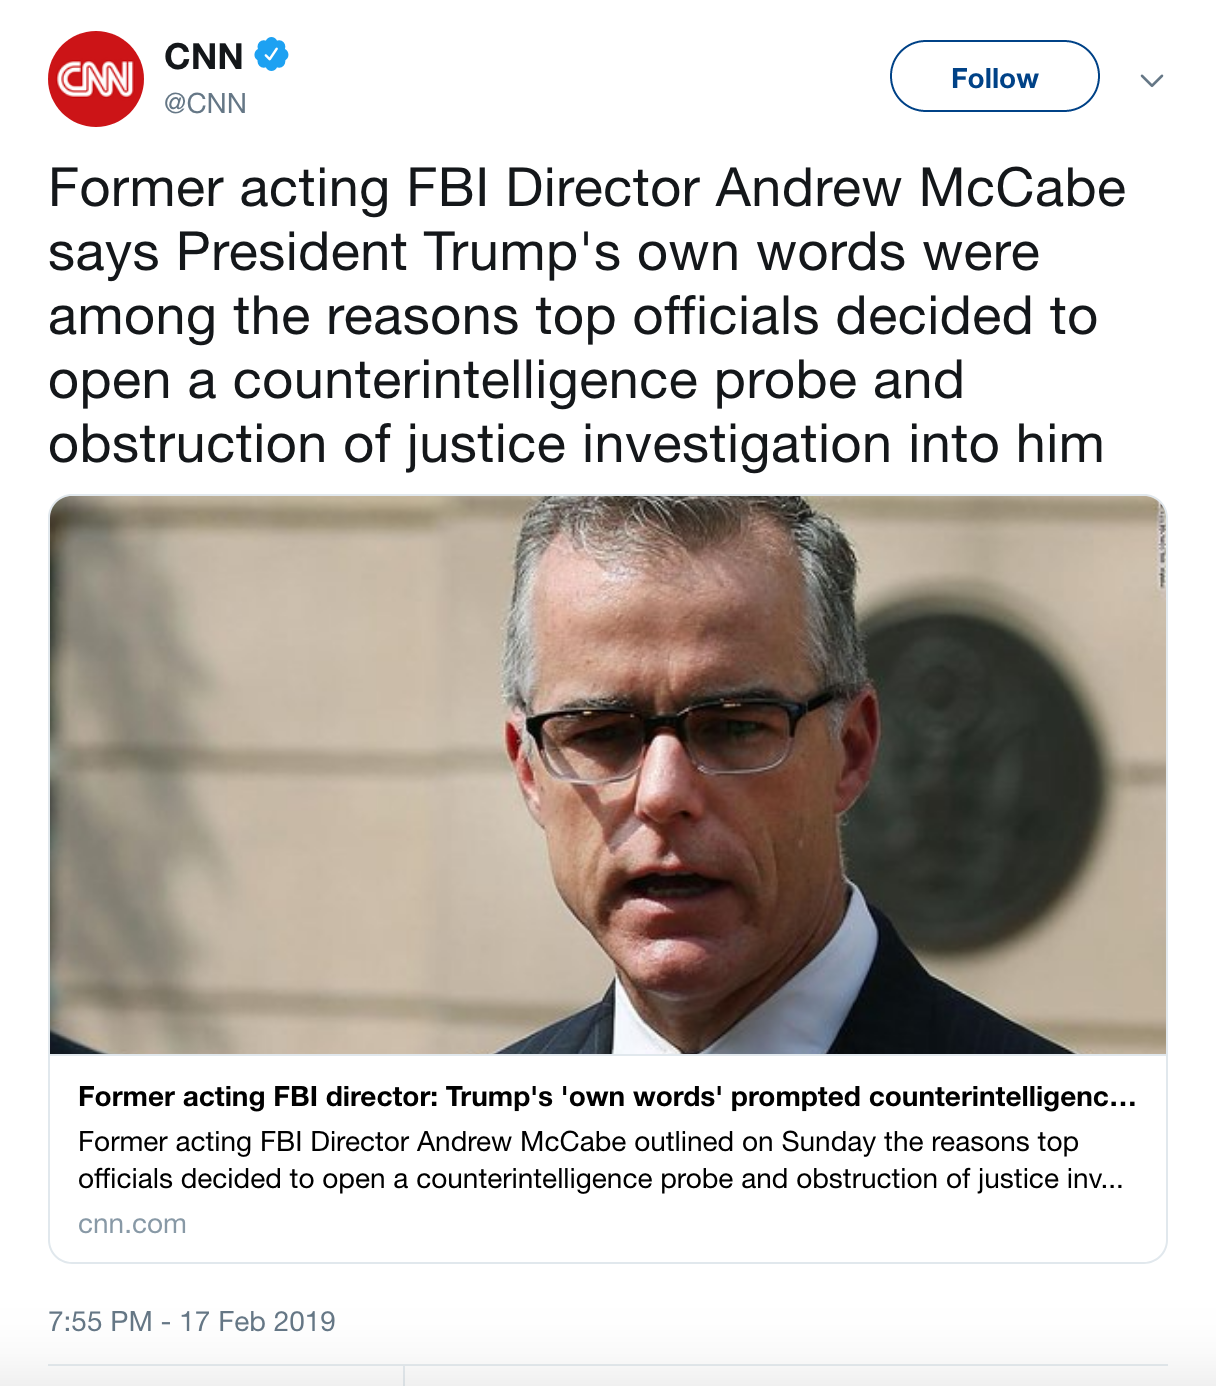 CNN
CNN
@CNN
Follow
Former acting FBI Director Andrew McCabe
says President Trump's own words were
among the reasons top officials decided to
open a counterintelligence probe and
obstruction of justice investigation into him
Former acting FBI director: Trump's 'own words' prompted counterintelligenc...
Former acting FBI Director Andrew McCabe outlined on Sunday the reasons top
officials decided to open a counterintelligence probe and obstruction of justice inv...
cnn.com
7:55 PM - 17 Feb 2019